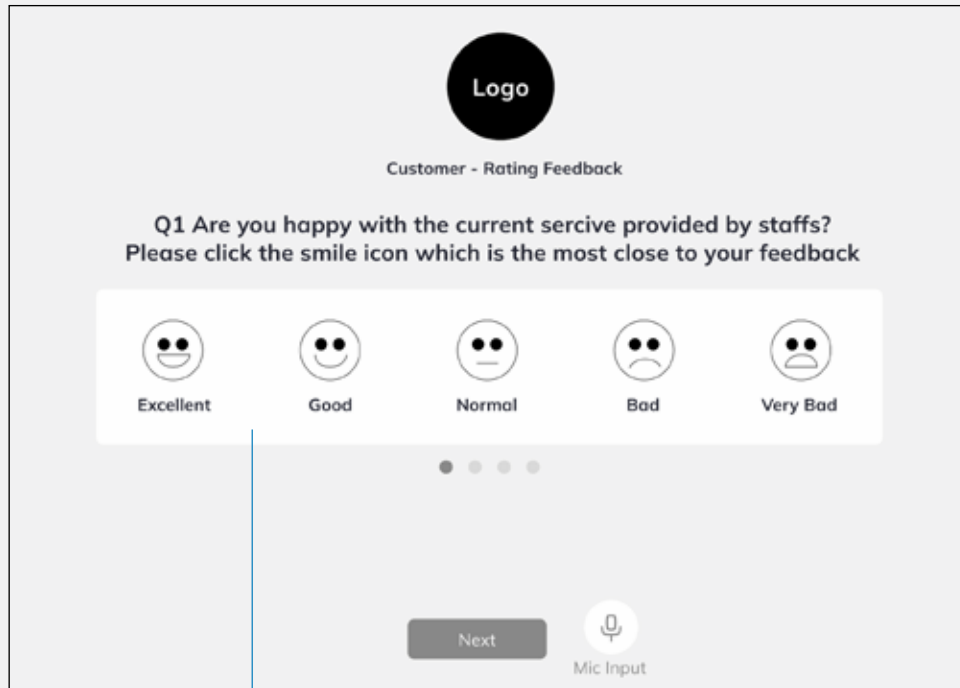 Logo
Customer - Rating Feedback
Q1 Are you happy with the current sercive provided by staffs?
Please click the smile icon which is the most close to your feedback
Excellent Good Normal Bad Very Bad
Next
Mic Input